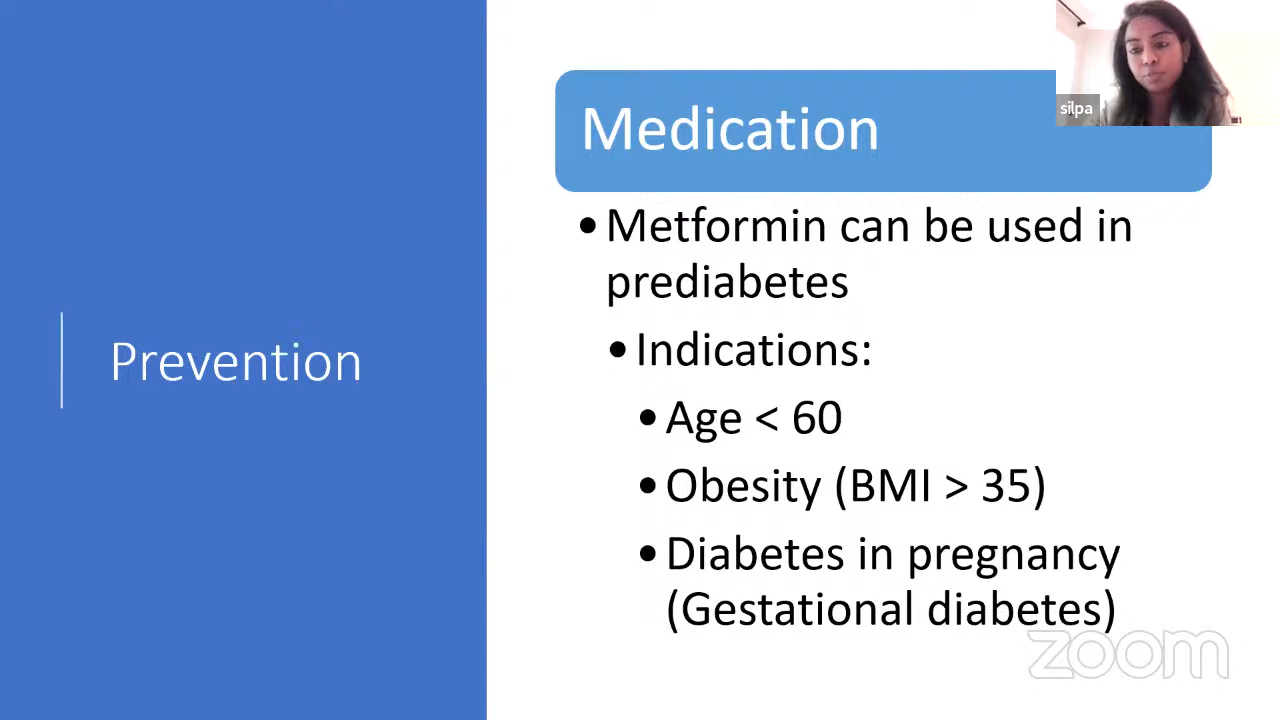 silpa
Medication
Prevention
•Metformin can be used in
prediabetes
•Indications:
•Age < 60
•Obesity (BMI > 35)
•Diabetes in pregnancy
(Gestational diabetes)
zoom